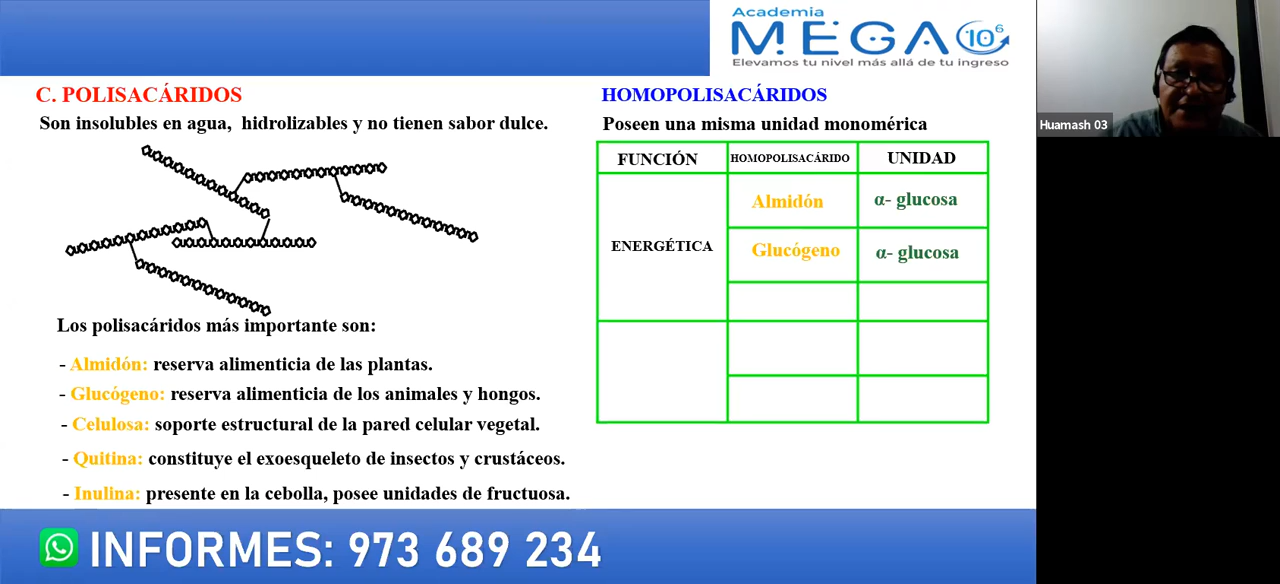 Academia
MEGA 10⁶
Elevamos tu nivel más allá de tu ingreso
Huamash 03
C. POLISACÁRIDOS
Son insolubles en agua, hidrolizables y no tienen sabor dulce.
Los polisacáridos más importante son:
- Almidón: reserva alimenticia de las plantas.
- Glucógeno: reserva alimenticia de los animales y hongos.
- Celulosa: soporte estructural de la pared celular vegetal.
- Quitina: constituye el exoesqueleto de insectos y crustáceos.
- Inulina: presente en la cebolla, posee unidades de fructuosa.
HOMOPOLISACÁRIDOS
Poseen una misma unidad monomérica
FUNCIÓN HOMOPOLISACÁRIDO UNIDAD
Almidón α- glucosa
ENERGÉTICA
Glucógeno α- glucosa
INFORMES: 973 689 234